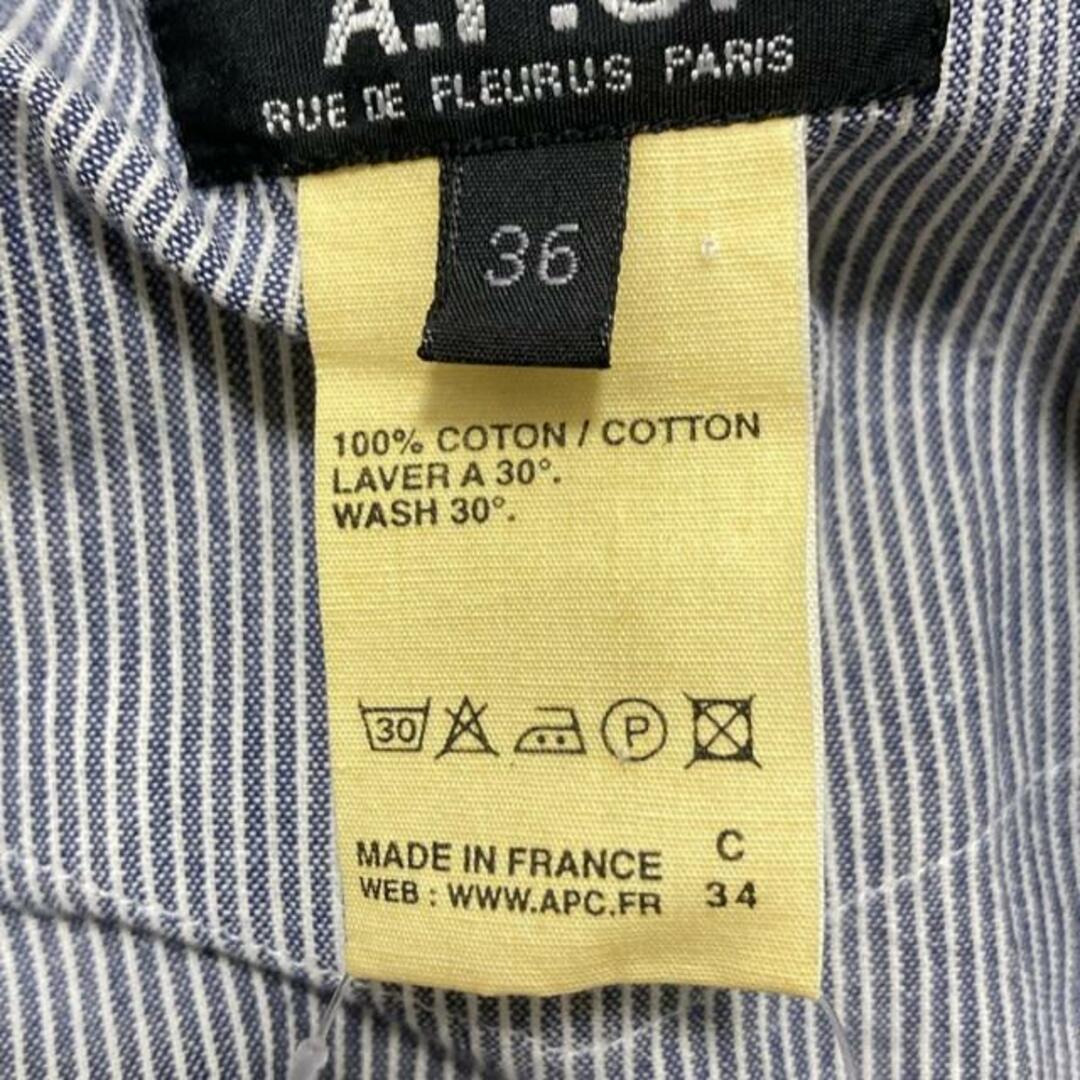 A.P.C.
RUE DE FLEURUS PARIS
36
100% COTON / COTTON
LAVER A 30°.
WASH 30°.
30 P
MADE IN FRANCE C
WEB : WWW.APC.FR 34